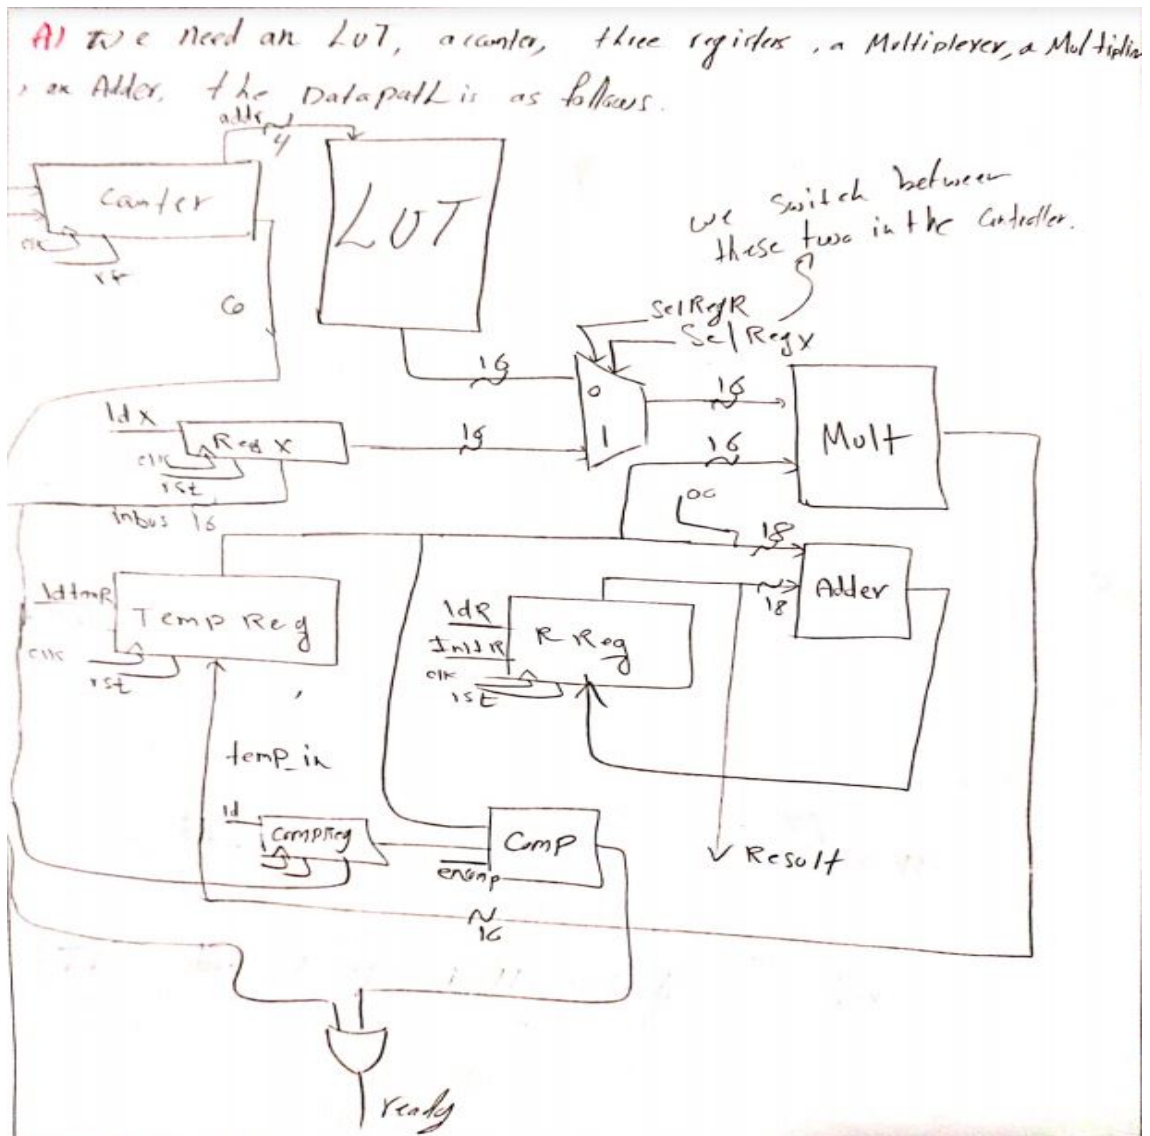 A) We need an LUT, a counter, three registers, a Multiplexer, a Multiplier
, an Adder. the Datapath is as follows.
addr
4
Counter
clk
rst
Co
LUT
we switch between
these two in the Controller.
SelRegR
SelRegX
16
0
1
16
16
16
Mult
ldX
Reg X
clk
rst
inbus 16
00
18
18
Adder
ldtmpR
Temp Reg
clk
rst
ldR
InitR
R Reg
clk
rst
temp_in
ld
CompReg
Comp
encmp
Result
16
ready